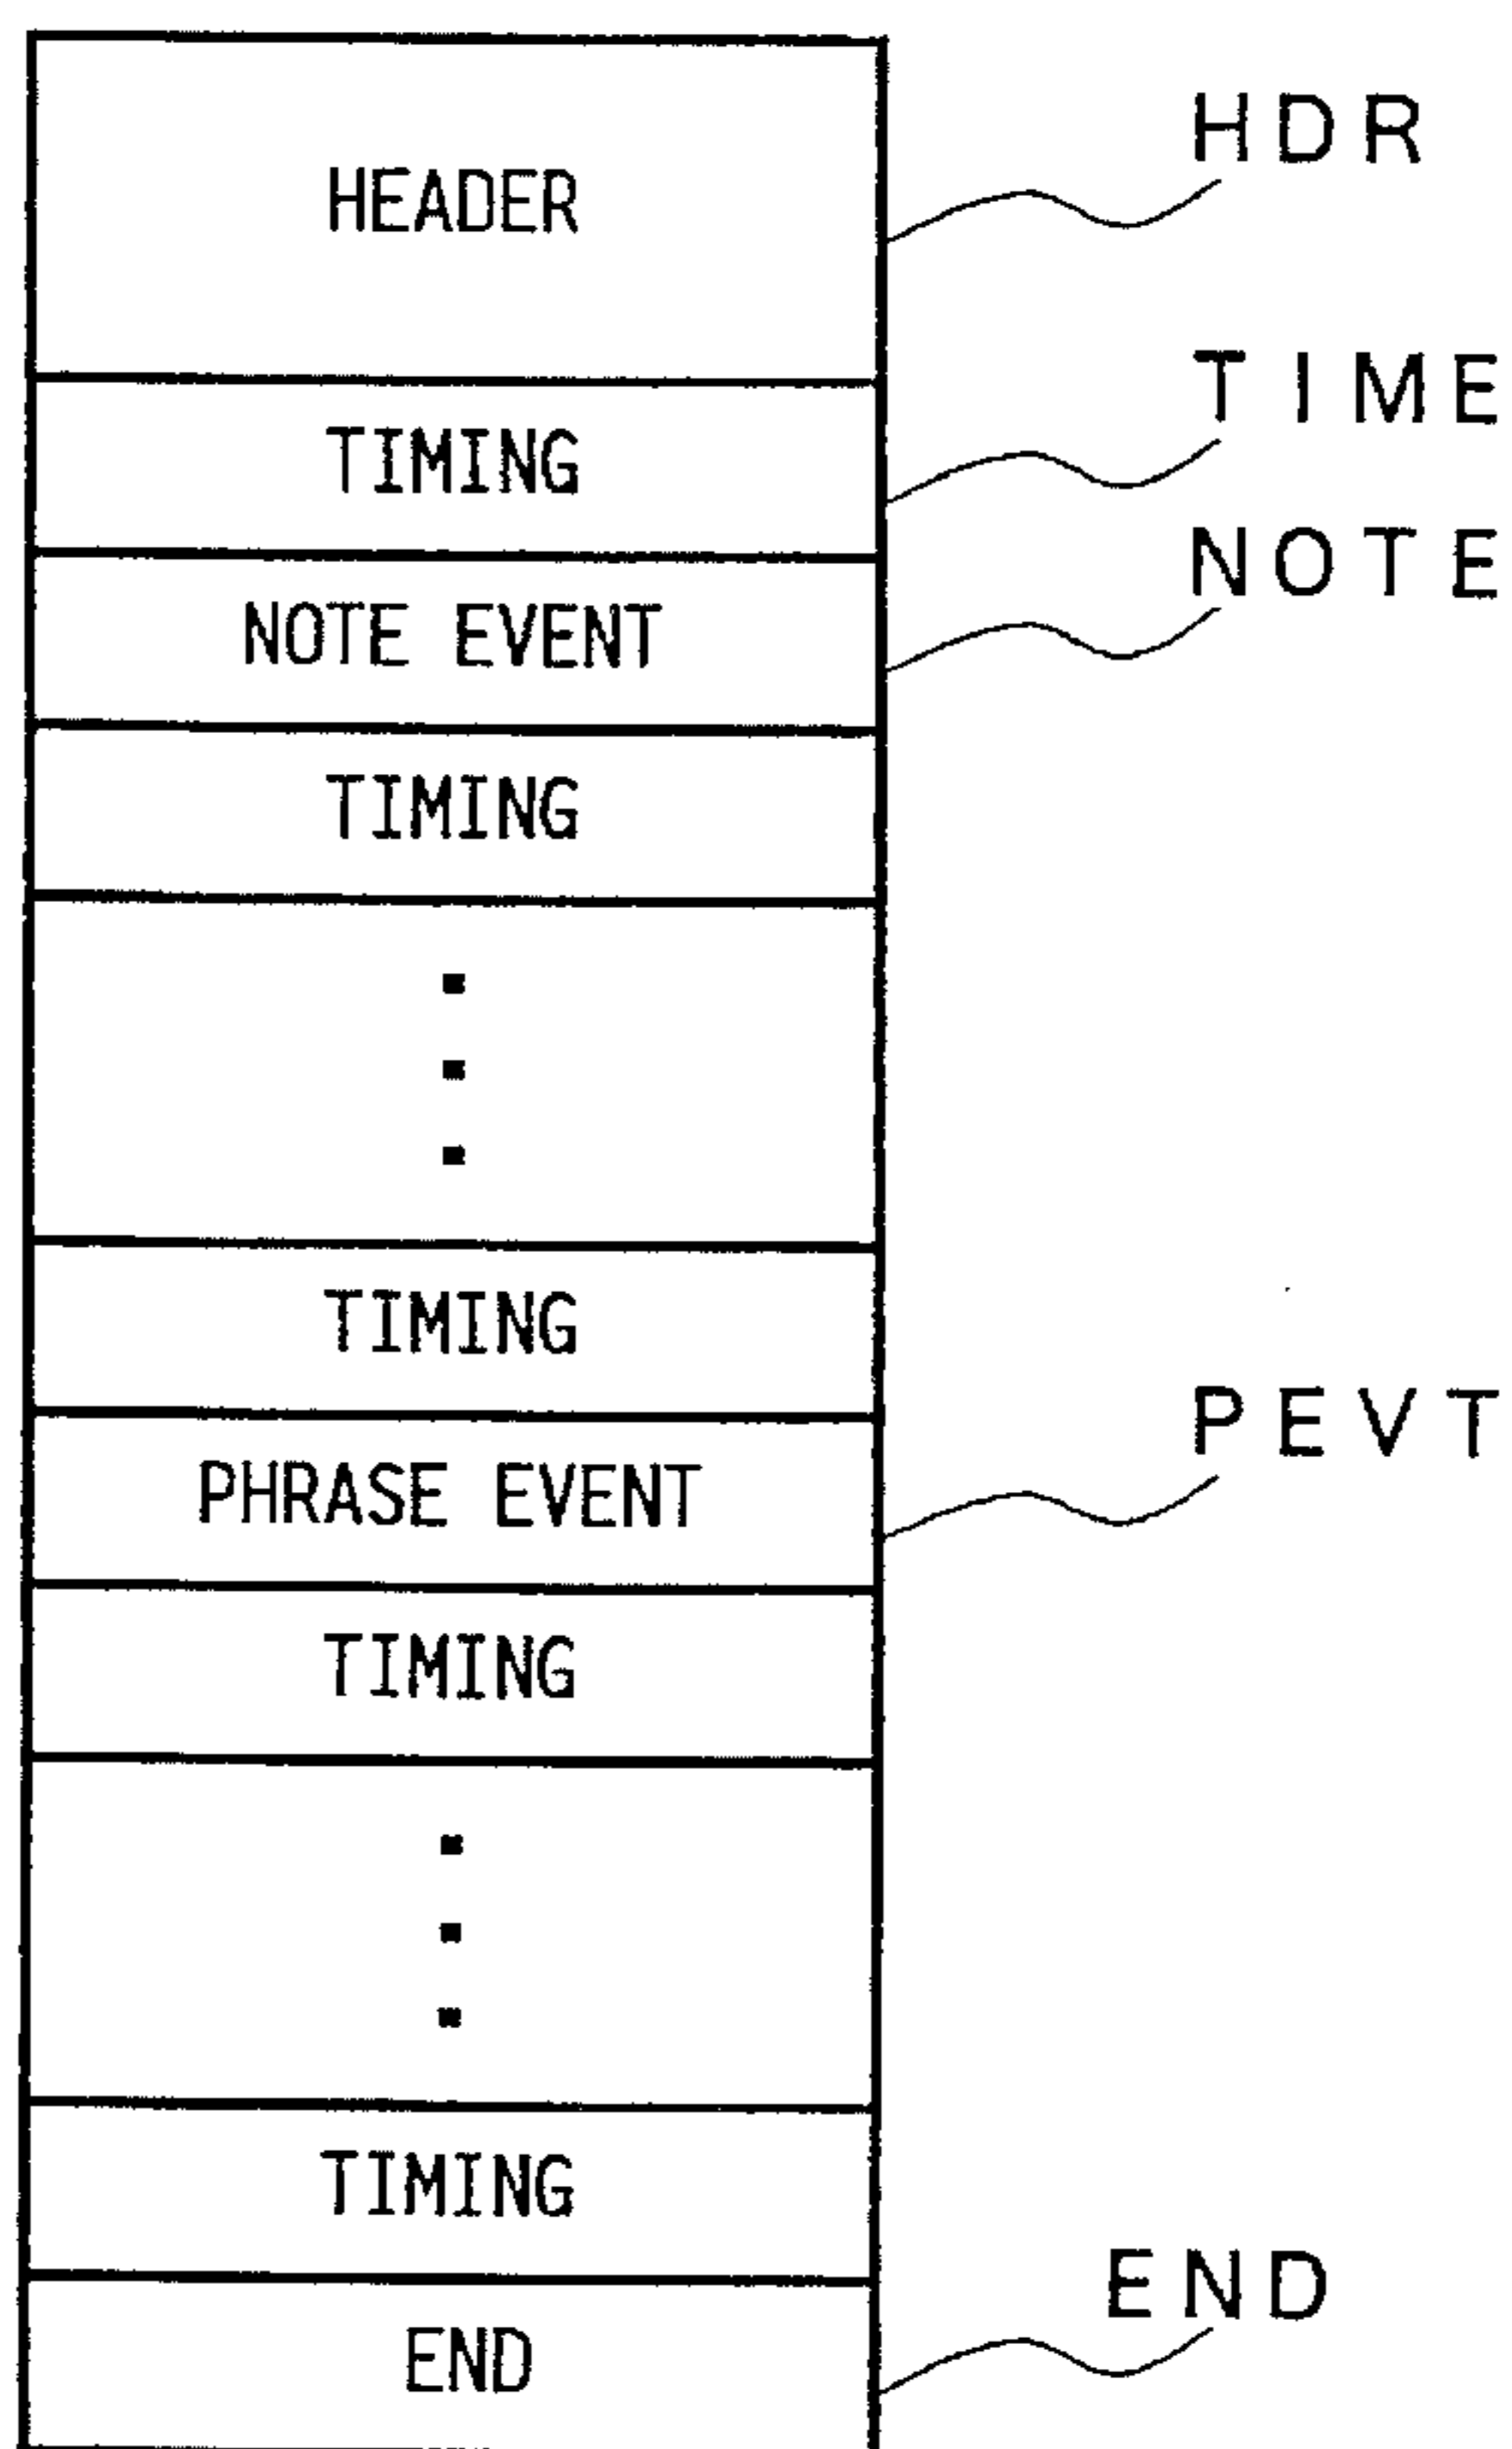 HDR
HEADER
TIME
TIMING
NOTE
NOTE EVENT
TIMING
TIMING
PEVT
PHRASE EVENT
TIMING
TIMING
END
END